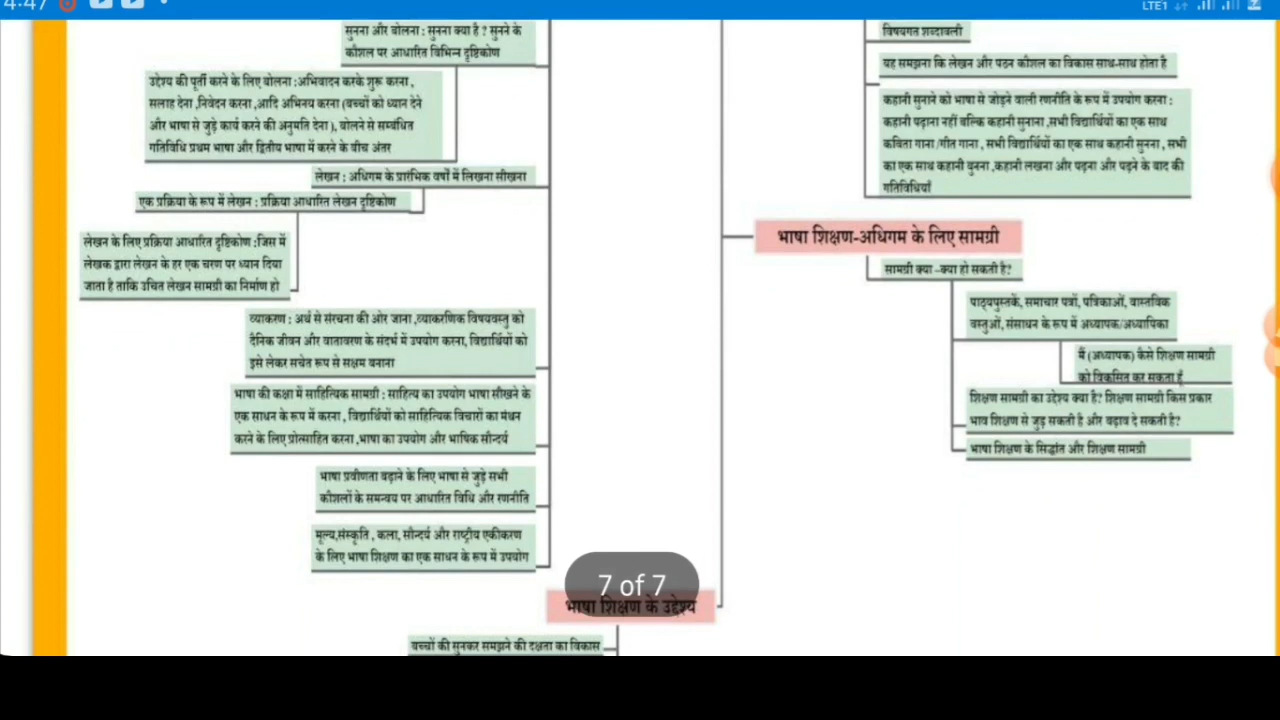 4:47
LTE1
सुनना और बोलना : सुनना क्या है ? सुनने के
कौशल पर आधारित विभिन्न दृष्टिकोण
उद्देश्य की पूर्ती करने के लिए बोलना :अभिवादन करके शुरू करना ,
सलाह देना ,निवेदन करना ,आदि अभिनय करना (बच्चों को ध्यान देने
और भाषा से जुड़े कार्य करने की अनुमति देना ), बोलने से सम्बंधित
गतिविधि प्रथम भाषा और द्वितीय भाषा में करने के बीच अंतर
लेखन ; अधिगम के प्रारंभिक वर्षों में लिखना सीखना
एक प्रक्रिया के रूप में लेखन : प्रक्रिया आधारित लेखन दृष्टिकोण
लेखन के लिए प्रक्रिया आधारित दृष्टिकोण :जिस में
लेखक द्वारा लेखन के हर एक चरण पर ध्यान दिया
जाता है ताकि उचित लेखन सामग्री का निर्माण हो
व्याकरण : अर्थ से संरचना की ओर जाना ,व्याकरणिक विषयवस्तु को
दैनिक जीवन और वातावरण के संदर्भ में उपयोग करना, विद्यार्थियों को
इसे लेकर सचेत रूप से सक्षम बनाना
भाषा की कक्षा में साहित्यिक सामग्री : साहित्य का उपयोग भाषा सीखने के
एक साधन के रूप में करना , विद्यार्थियों को साहित्यिक विचारों का मंथन
करने के लिए प्रोत्साहित करना ,भाषा का उपयोग और भाषिक सौन्दर्य
भाषा प्रवीणता बढ़ाने के लिए भाषा से जुड़े सभी
कौशलों के समन्वय पर आधारित विधि और रणनीति
मूल्य,संस्कृति , कला, सौन्दर्य और राष्ट्रीय एकीकरण
के लिए भाषा शिक्षण का एक साधन के रूप में उपयोग
विषयगत शब्दावली
यह समझना कि लेखन और पठन कौशल का विकास साथ-साथ होता है
कहानी सुनाने को भाषा से जोड़ने वाली रणनीति के रूप में उपयोग करना :
कहानी पढ़ाना नहीं बल्कि कहानी सुनाना ,सभी विद्यार्थियों का एक साथ
कविता गाना /गीत गाना , सभी विद्यार्थियों का एक साथ कहानी सुनना , सभी
का एक साथ कहानी बुनना ,कहानी लखना और पढ़ना और पढ़ने के बाद की
गतिविधियाँ
भाषा शिक्षण-अधिगम के लिए सामग्री
सामग्री क्या –क्या हो सकती है?
पाठ्यपुस्तकें, समाचार पत्रों, पत्रिकाओं, वास्तविक
वस्तुओं, संसाधन के रूप में अध्यापक/अध्यापिका
मैं (अध्यापक) कैसे शिक्षण सामग्री
को विकसित कर सकता हूँ
शिक्षण सामग्री का उद्देश्य क्या है? शिक्षण सामग्री किस प्रकार
भाव शिक्षण से जुड़ सकती है और बढ़ाव दे सकती है?
भाषा शिक्षण के सिद्धांत और शिक्षण सामग्री
7 of 7
भाषा शिक्षण के उद्देश्य
बच्चों की सुनकर समझने की दक्षता का विकास